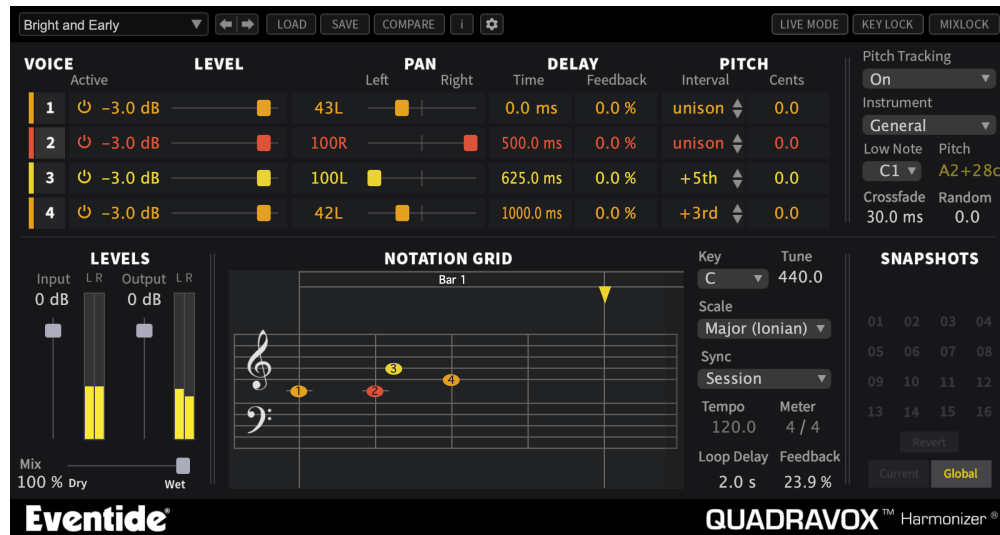 Bright and Early LOAD SAVE COMPARE i LIVE MODE KEY LOCK MIXLOCK
VOICE LEVEL PAN DELAY PITCH
Active Left Right Time Feedback Interval Cents
1 -3.0 dB 43L 0.0 ms 0.0 % unison 0.0
2 -3.0 dB 100R 500.0 ms 0.0 % unison 0.0
3 -3.0 dB 100L 625.0 ms 0.0 % +5th 0.0
4 -3.0 dB 42L 1000.0 ms 0.0 % +3rd 0.0
Pitch Tracking
On
Instrument
General
Low Note Pitch
C1 A2+28c
Crossfade Random
30.0 ms 0.0
LEVELS
Input L R Output L R
0 dB 0 dB
Mix
100 % Dry Wet
NOTATION GRID
Bar 1
3
4
1 2
Key Tune
C 440.0
Scale
Major (Ionian)
Sync
Session
Tempo Meter
120.0 4 / 4
Loop Delay Feedback
2.0 s 23.9 %
SNAPSHOTS
01 02 03 04
05 06 07 08
09 10 11 12
13 14 15 16
Revert
Current Global
Eventide® QUADRAVOX™ Harmonizer®